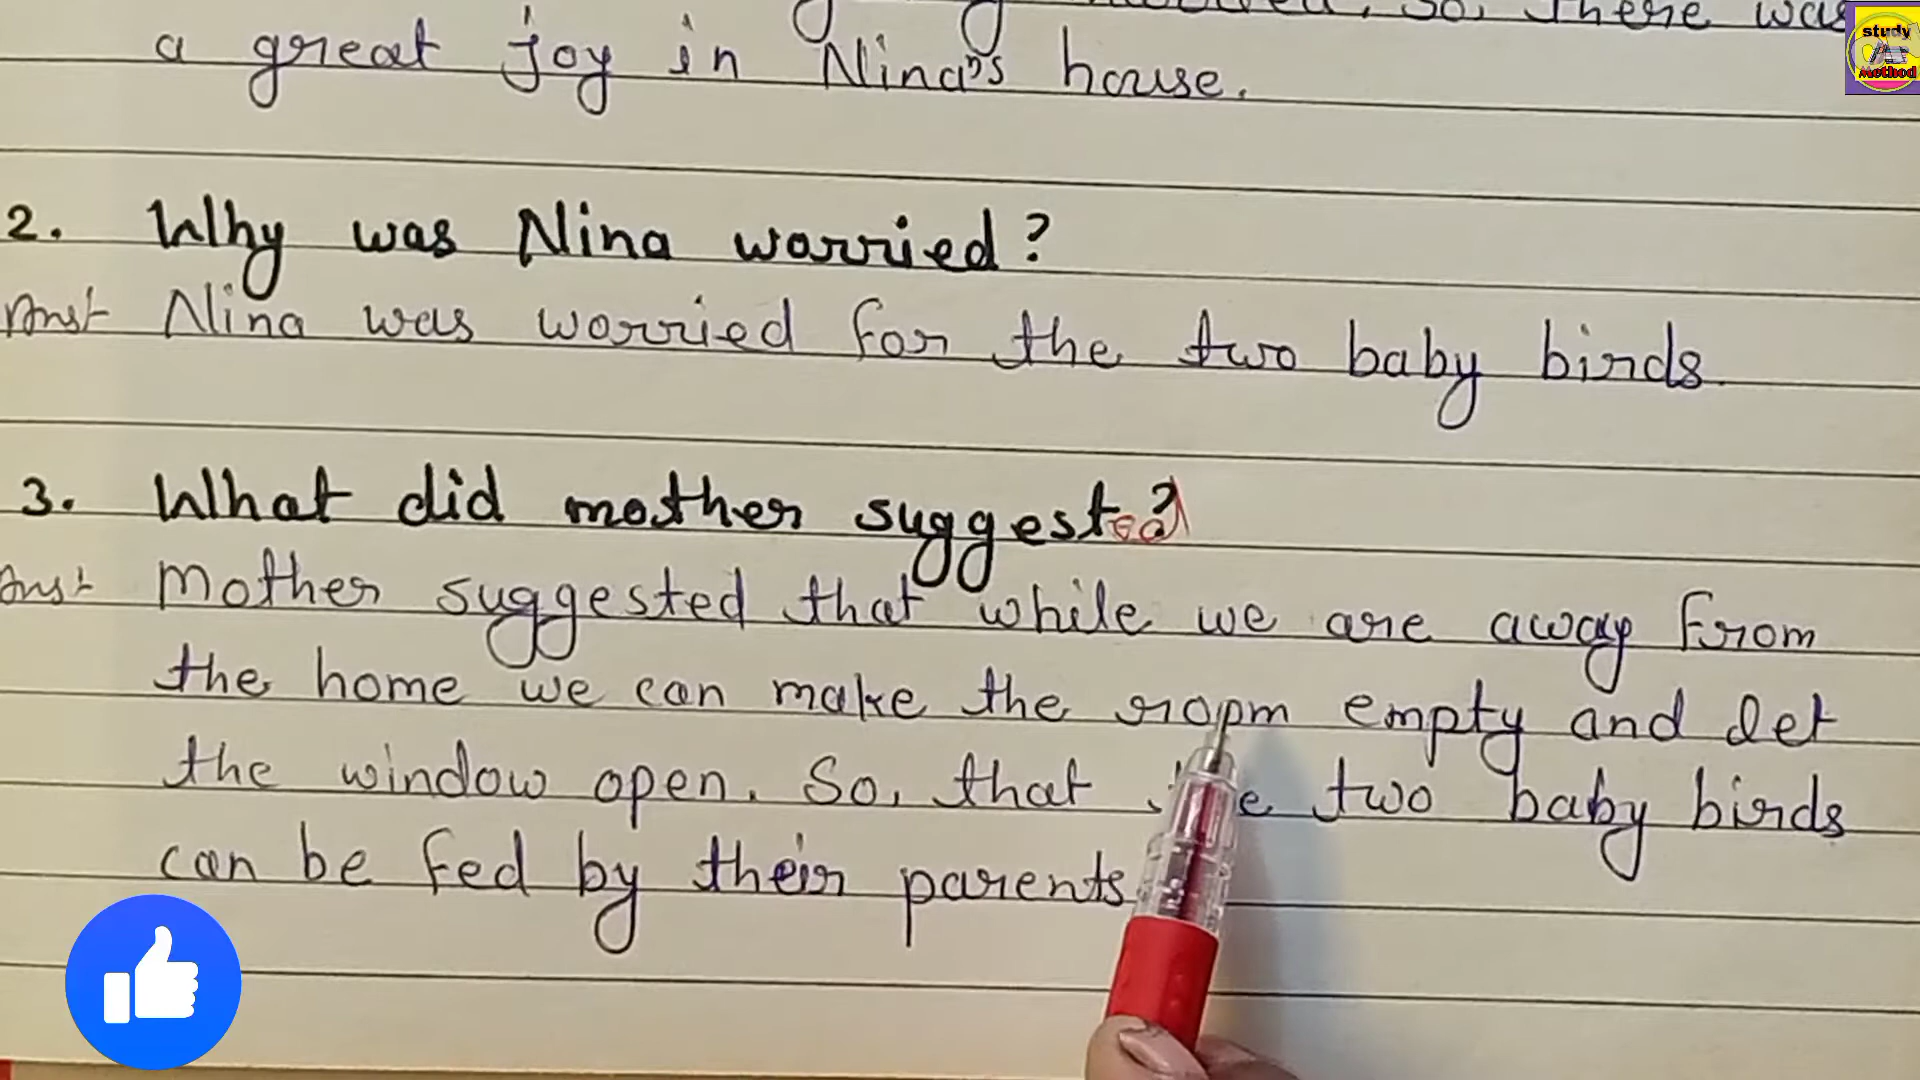 so, there was
a great joy in Nina's house.
study
Method
2. Why was Nina worried?
Ans:- Nina was worried for the two baby birds.
3. What did mother suggested?
Ans:- Mother suggested that while we are away from
the home we can make the room empty and let
the window open. So, that the two baby birds
can be fed by their parents